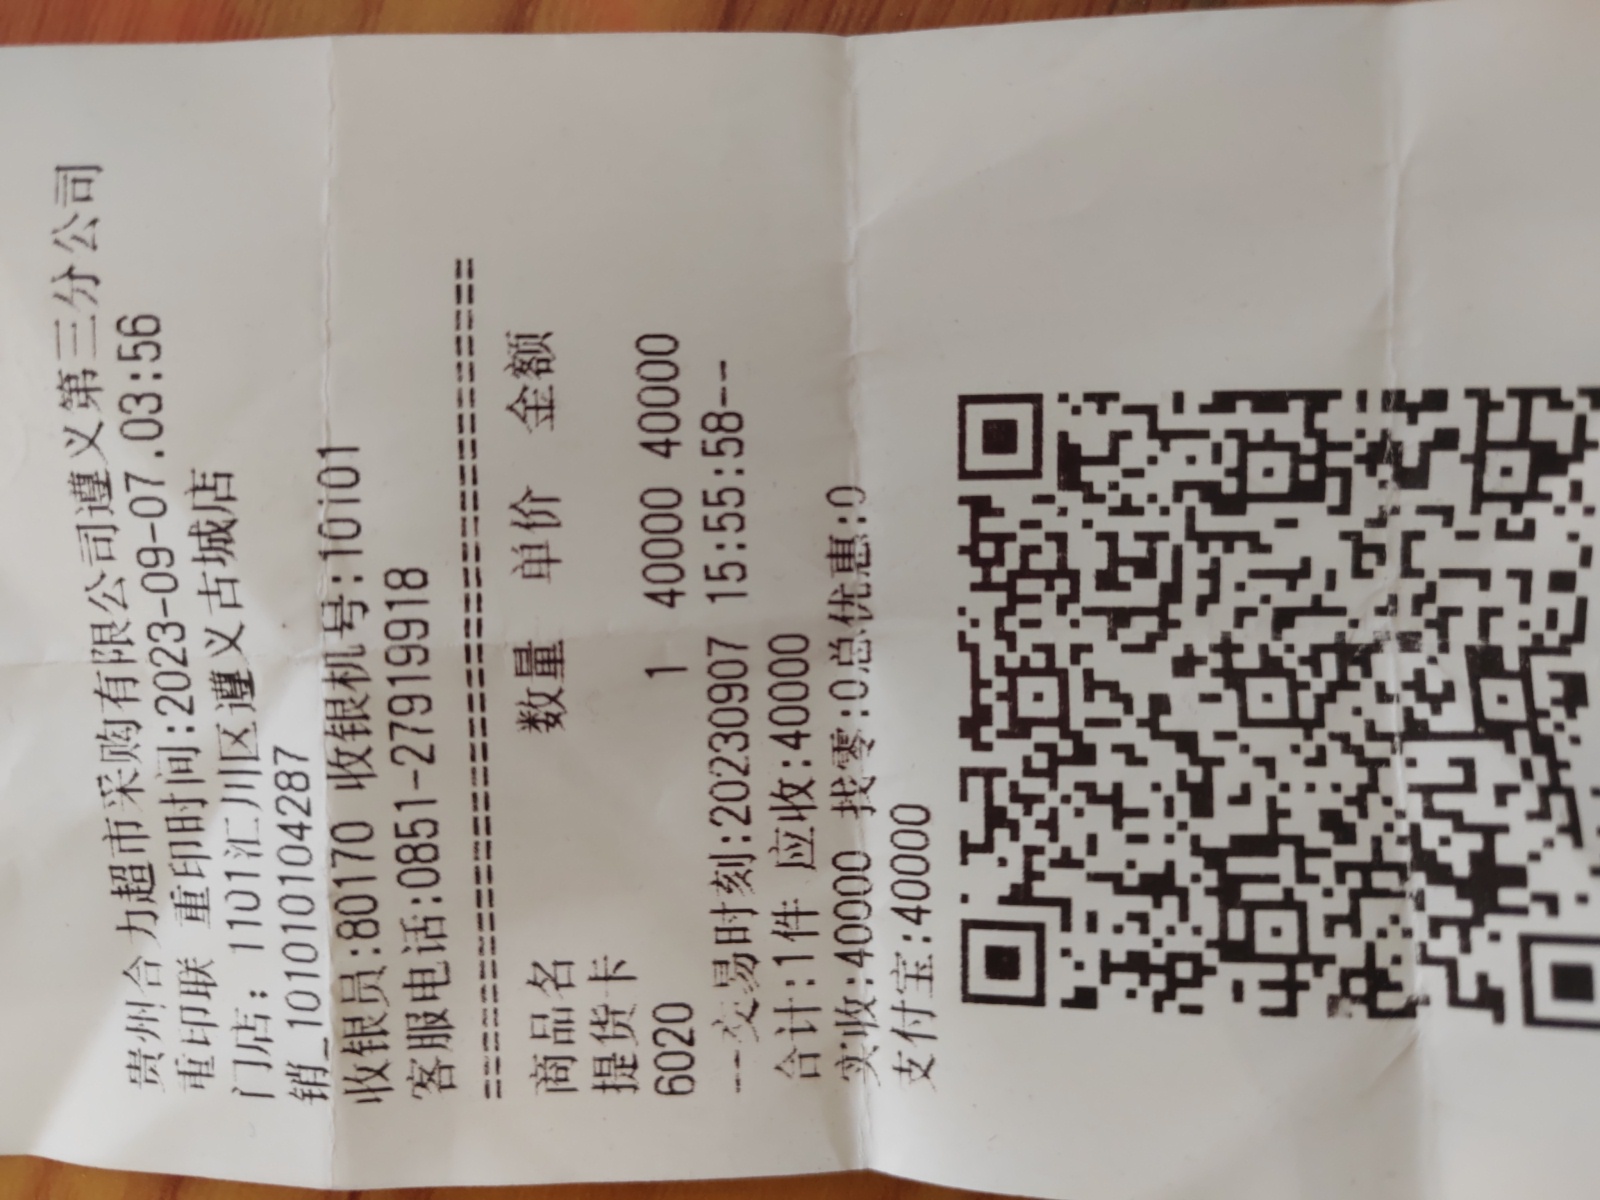 贵州合力超市采购有限公司遵义第三分公司
重印联 重印时间:2023-09-07.03:56
门店: 1101汇川区遵义古城店
销_10101010104287
收银员:80170 收银机号:10101
客服电话:0851-27919918
商品名 数量 单价 金额
提货卡
6020 1 40000 40000
--交易时刻:20230907 15:55:58--
合计:1件 应收:40000
实收:40000 找零:0总优惠:0
支付宝:40000